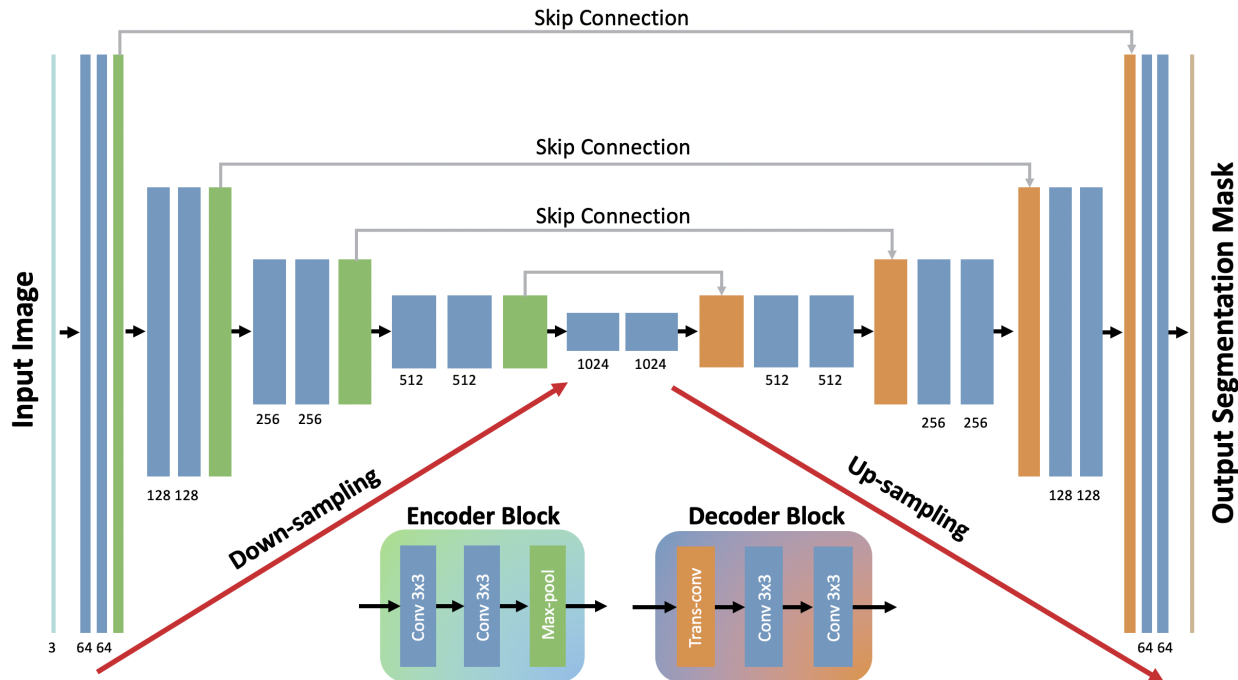 Skip Connection
Skip Connection
Skip Connection
Input Image
Output Segmentation Mask
1024 1024
512 512
512 512
256 256
256 256
128 128
128 128
Down-sampling
Up-sampling
Encoder Block
Decoder Block
Conv 3x3
Conv 3x3
Max-pool
Trans-conv
Conv 3x3
Conv 3x3
3 64 64
64 64